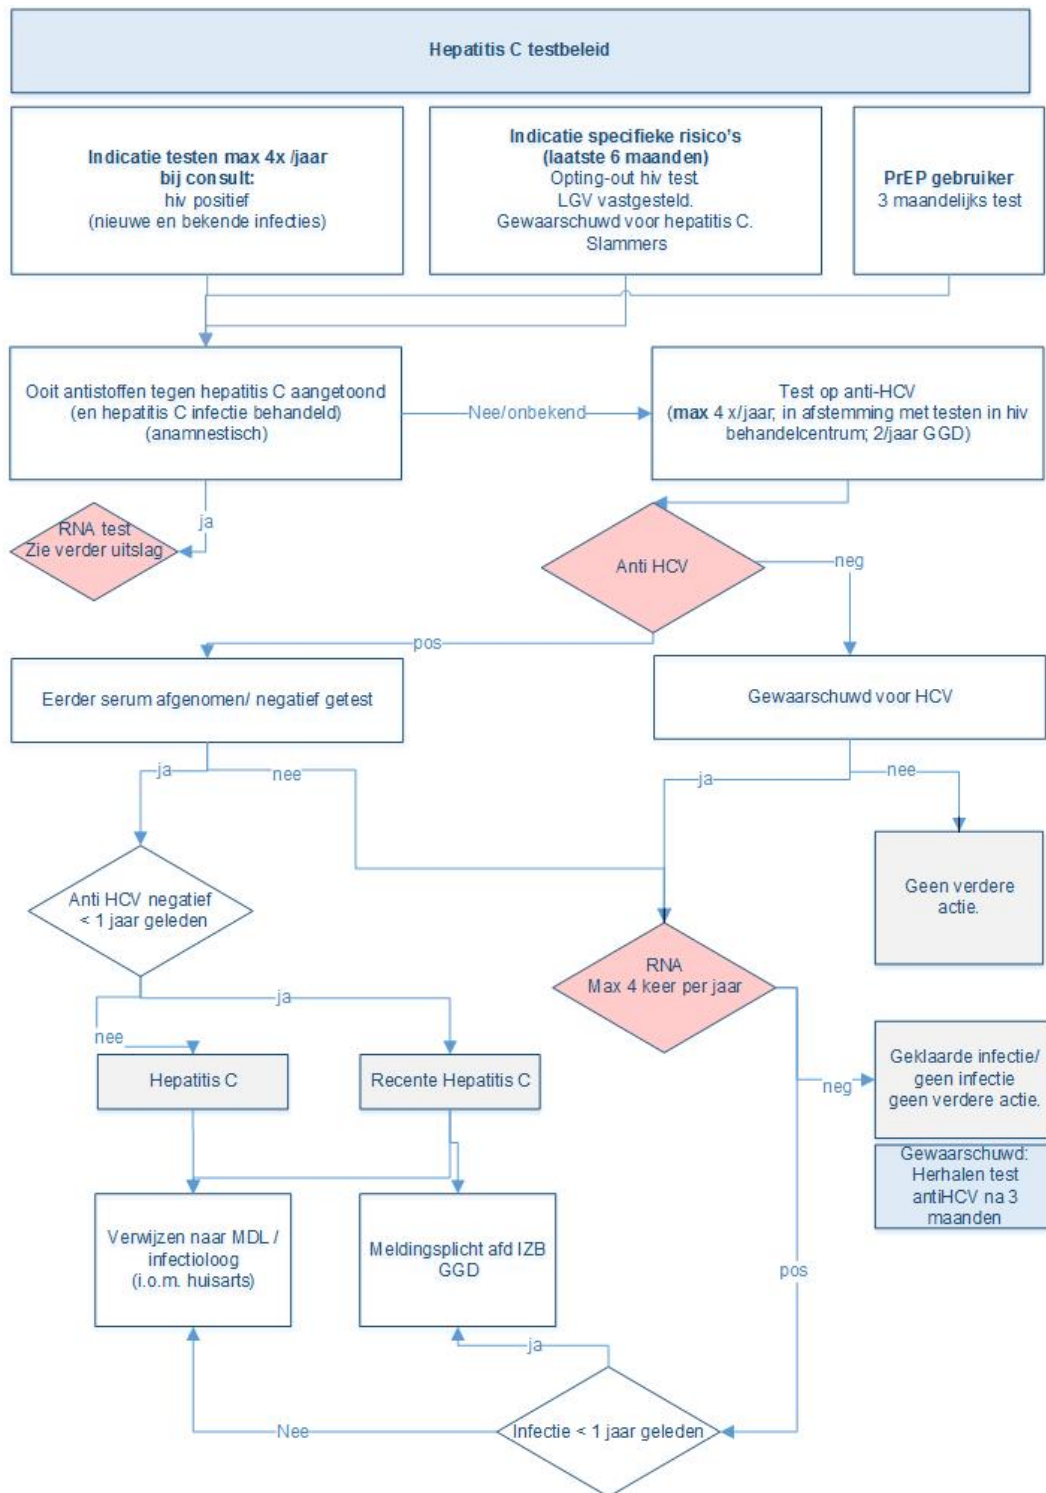 Hepatitis C testbeleid
Indicatie testen max 4x /jaar
bij consult:
hiv positief
(nieuwe en bekende infecties)
Indicatie specifieke risico's
(laatste 6 maanden)
Opting-out hiv test
LGV vastgesteld.
Gewaarschuwd voor hepatitis C.
Slammers
PrEP gebruiker
3 maandelijks test
Ooit antistoffen tegen hepatitis C aangetoond
(en hepatitis C infectie behandeld)
(anamnestisch)
Nee/onbekend
Test op anti-HCV
(max 4 x/jaar; in afstemming met testen in hiv
behandelcentrum; 2/jaar GGD)
ja
RNA test
Zie verder uitslag
Anti HCV
neg
pos
Eerder serum afgenomen/ negatief getest
Gewaarschuwd voor HCV
ja
nee
ja
nee
Anti HCV negatief
< 1 jaar geleden
Geen verdere
actie.
RNA
Max 4 keer per jaar
ja
nee
Hepatitis C
Recente Hepatitis C
neg
Geklaarde infectie/
geen infectie
geen verdere actie.
Gewaarschuwd:
Herhalen test
antiHCV na 3
maanden
Verwijzen naar MDL /
infectioloog
(i.o.m. huisarts)
Meldingsplicht afd IZB
GGD
pos
ja
Nee
Infectie < 1 jaar geleden